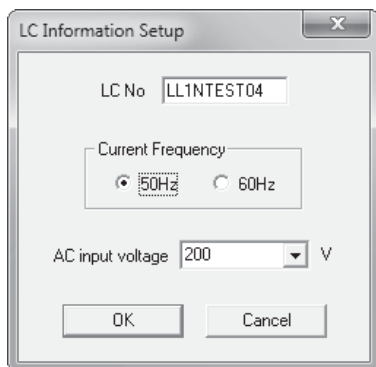 LC Information Setup
LC No LL1NTEST04
Current Frequency
50Hz 60Hz
AC input voltage 200 V
OK Cancel